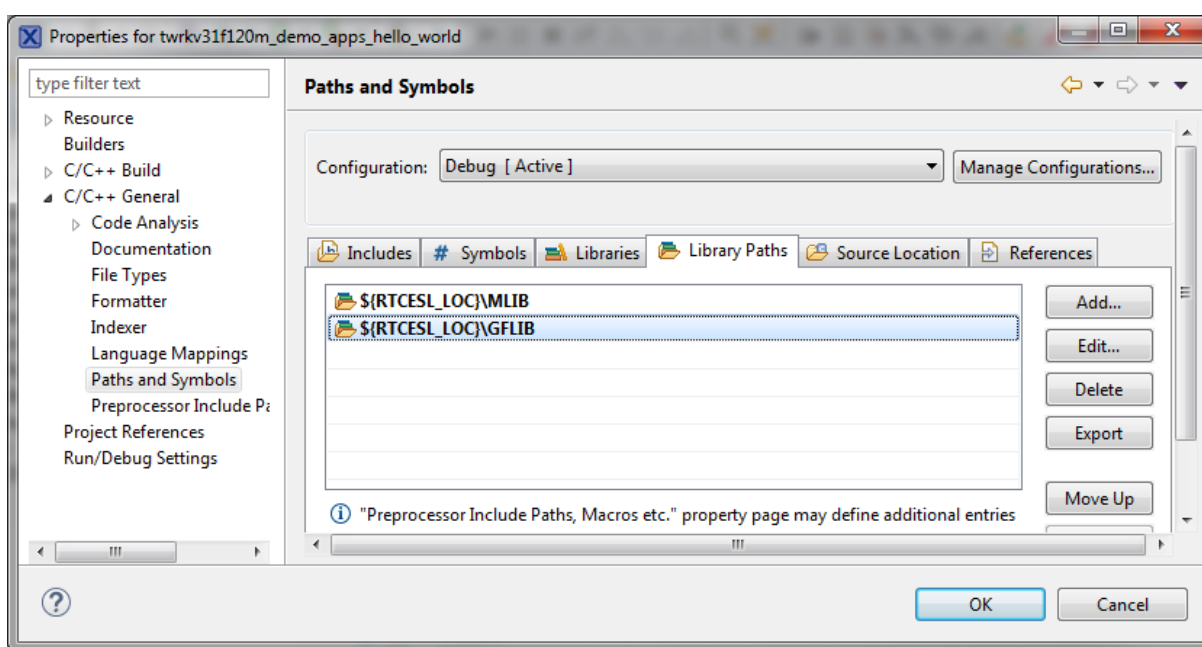 Properties for twrkv31f120m_demo_apps_hello_world
type filter text
Resource
Builders
C/C++ Build
C/C++ General
Code Analysis
Documentation
File Types
Formatter
Indexer
Language Mappings
Paths and Symbols
Preprocessor Include Pa
Project References
Run/Debug Settings
Paths and Symbols
Configuration: Debug [ Active ] Manage Configurations...
Includes # Symbols Libraries Library Paths Source Location References
${RTCESL_LOC}\MLIB
${RTCESL_LOC}\GFLIB
Add...
Edit...
Delete
Export
Move Up
"Preprocessor Include Paths, Macros etc." property page may define additional entries
OK Cancel